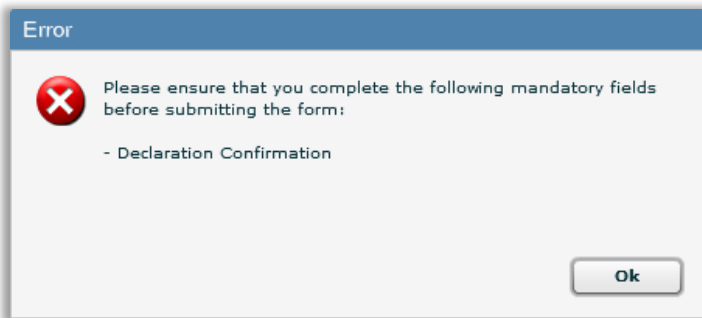 Error
Please ensure that you complete the following mandatory fields
before submitting the form:
- Declaration Confirmation
Ok